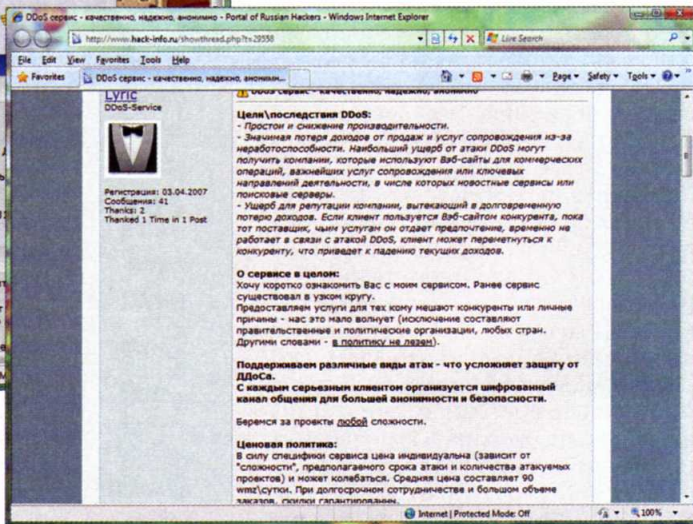 DDoS сервис - качественно, надежно, анонимно - Portal of Russian Hackers - Windows Internet Explorer
http://www.hack-info.ru/showthread.php?t=29558
Live Search
File Edit View Favorites Tools Help
Favorites
DDoS сервис - качественно, надежно, анонимн...
Page Safety Tools
Lyric
DDoS-Service
Регистрация: 03.04.2007
Сообщения: 41
Thanks: 2
Thanked 1 Time in 1 Post
DDoS сервис - качественно, надежно, анонимно
Цели\последствия DDoS:
- Простои и снижение производительности.
- Значимая потеря доходов от продаж и услуг сопровождения из-за
неработоспособности. Наибольший ущерб от атаки DDoS могут
получить компании, которые используют Вэб-сайты для коммерческих
операций, важнейших услуг сопровождения или ключевых
направлений деятельности, в числе которых новостные сервисы или
поисковые серверы.
- Ущерб для репутации компании, вытекающий в долговременную
потерю доходов. Если клиент пользуется Вэб-сайтом конкурента, пока
тот поставщик, чьим услугам он отдает предпочтение, временно не
работает в связи с атакой DDoS, клиент может переметнуться к
конкуренту, что приведет к падению текущих доходов.
О сервисе в целом:
Хочу коротко ознакомить Вас с моим сервисом. Ранее сервис
существовал в узком кругу.
Предоставляем услуги для тех кому мешают конкуренты или личные
причины - нас это мало волнует (исключение составляют
правительственные и политические организации, любых стран.
Другими словами - в политику не лезем).
Поддерживаем различные виды атак - что усложняет защиту от
ДДоСа.
С каждым серьезным клиентом организуется шифрованный
канал общения для большей анонимности и безопасности.
Беремся за проекты любой сложности.
Ценовая политика:
В силу специфики сервиса цена индивидуальна (зависит от
"сложности", предполагаемого срока атаки и количества атакуемых
проектов) и может колебаться. Средняя цена составляет 90
wmz\сутки. При долгосрочном сотрудничестве и большом объеме
заказов, скидки гарантированны.
Internet | Protected Mode: Off
100%